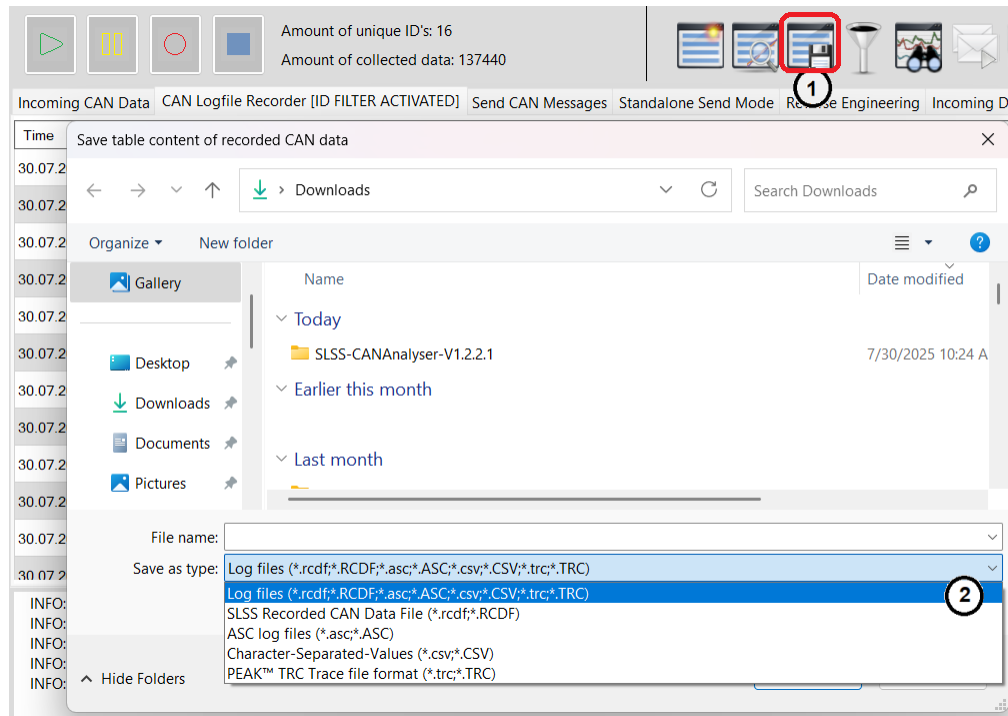 Amount of unique ID's: 16
Amount of collected data: 137440
1
Incoming CAN Data CAN Logfile Recorder [ID FILTER ACTIVATED] Send CAN Messages Standalone Send Mode Engineering Incoming D
Time
Save table content of recorded CAN data
30.07.2
Downloads
Search Downloads
30.07.2
30.07.2
Organize New folder ?
30.07.2
Gallery
Name Date modified
30.07.2
Today
30.07.2
Desktop
SLSS-CANAnalyser-V1.2.2.1 7/30/2025 10:24 A
30.07.2
Downloads
Earlier this month
30.07.2
Documents
30.07.2
Last month
Pictures
30.07.2
30.07.2
File name:
30.07.2
Save as type: Log files (*.rcdf;*.RCDF;*.asc;*.ASC;*.csv;*.CSV;*.trc;*.TRC)
Log files (*.rcdf;*.RCDF;*.asc;*.ASC;*.csv;*.CSV;*.trc;*.TRC) 2
SLSS Recorded CAN Data File (*.rcdf;*.RCDF)
ASC log files (*.asc;*.ASC)
Character-Separated-Values (*.csv;*.CSV)
PEAK™ TRC Trace file format (*.trc;*.TRC)
INFO:
INFO:
INFO:
INFO:
INFO:
Hide Folders